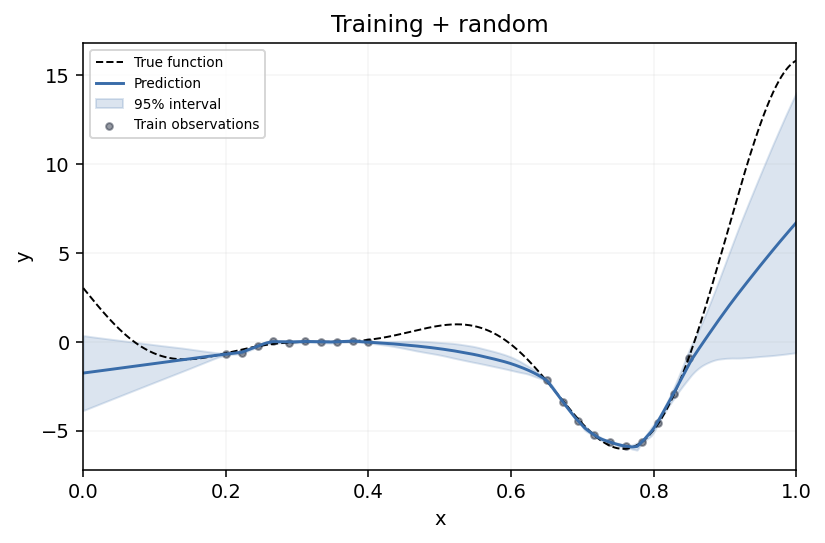 Training + random
True function
Prediction
95% interval
Train observations
15
10
5
0
−5
y
0.0 0.2 0.4 0.6 0.8 1.0
x